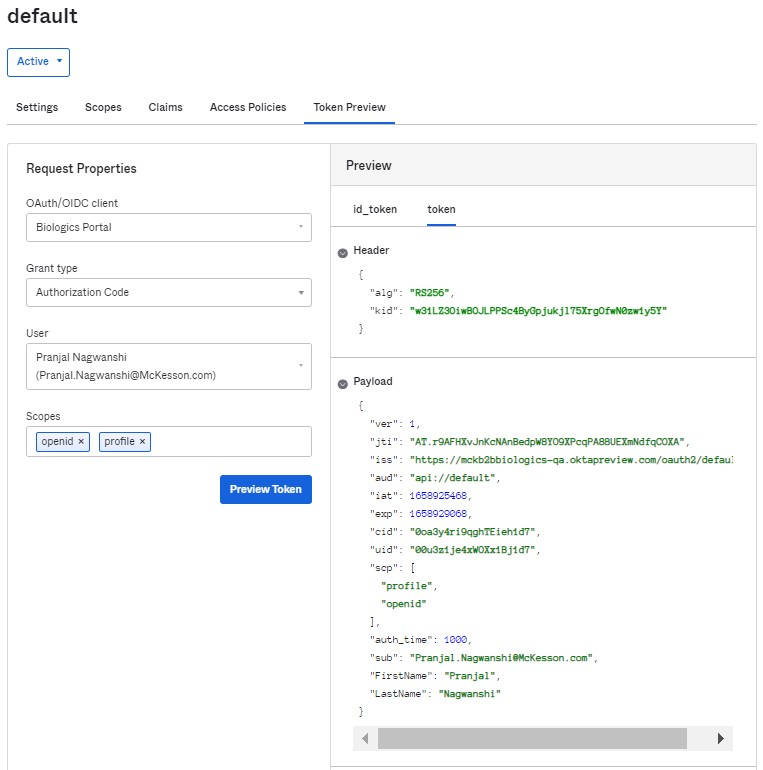 default
Active
Settings Scopes Claims Access Policies Token Preview
Request Properties
OAuth/OIDC client
Biologics Portal
Grant type
Authorization Code
User
Pranjal Nagwanshi
(Pranjal.Nagwanshi@McKesson.com)
Scopes
openid × profile ×
Preview Token
Preview
id_token token
Header
{
"alg": "RS256",
"kid": "w31LZ3OiwBOJLPPSc4ByGpjukjl75XrgOfwN0zw1y5Y"
}
Payload
{
"ver": 1,
"jti": "AT.r9AFHXvJnKcNAnBedpW8YO9XPcqPA88UEXmNdfqCOXA",
"iss": "https://mckb2bbiologics-qa.oktapreview.com/oauth2/defaul
"aud": "api://default",
"iat": 1658925468,
"exp": 1658929068,
"cid": "0oa3y4ri9qghTEieh1d7",
"uid": "00u3z1je4xWOXx1Bj1d7",
"scp": [
"profile",
"openid"
],
"auth_time": 1000,
"sub": "Pranjal.Nagwanshi@McKesson.com",
"FirstName": "Pranjal",
"LastName": "Nagwanshi"
}